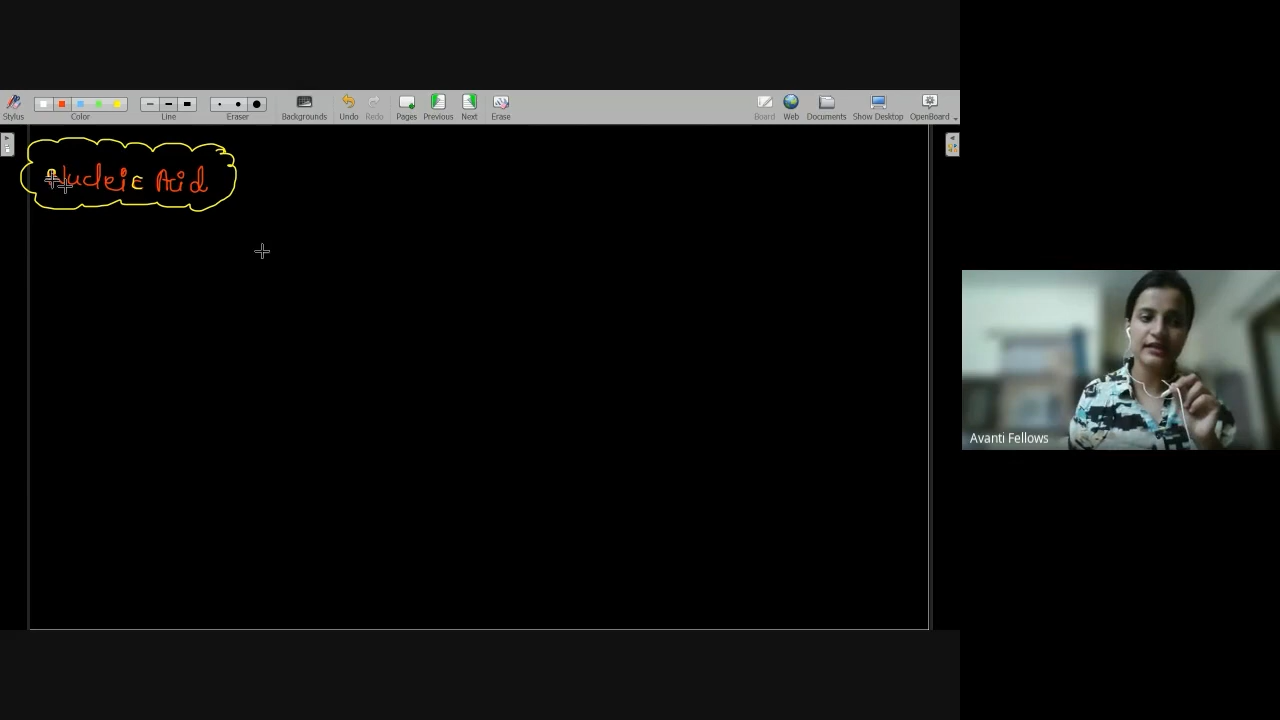 Stylus
Color
Line
Eraser
Backgrounds
Undo
Redo
Pages
Previous
Next
Erase
Board
Web
Documents
Show Desktop
OpenBoard
Nucleic Acid
Avanti Fellows